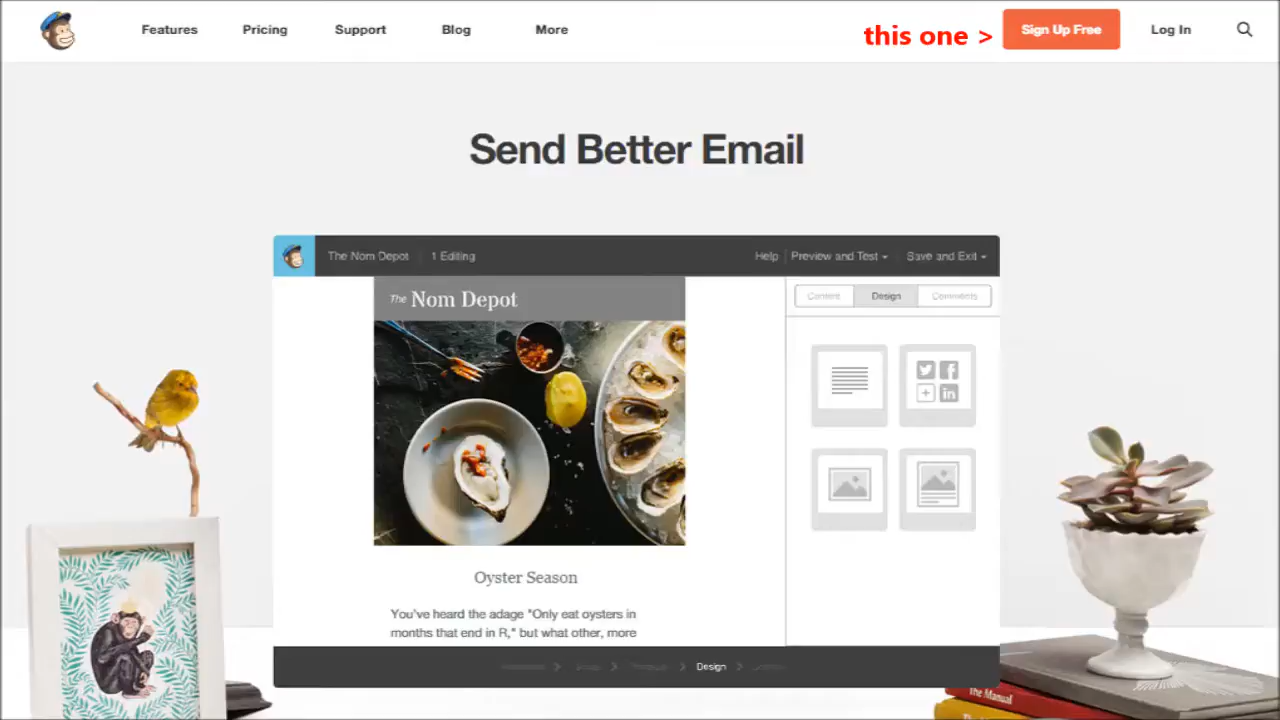 Features
Pricing
Support
Blog
More
this one >
Sign Up Free
Log In
Send Better Email
The Nom Depot
1 Editing
Help
Preview and Test
Save and Exit
The Nom Depot
Content
Design
Comments
Oyster Season
You've heard the adage "Only eat oysters in
months that end in R," but what other, more
Design
The Manual